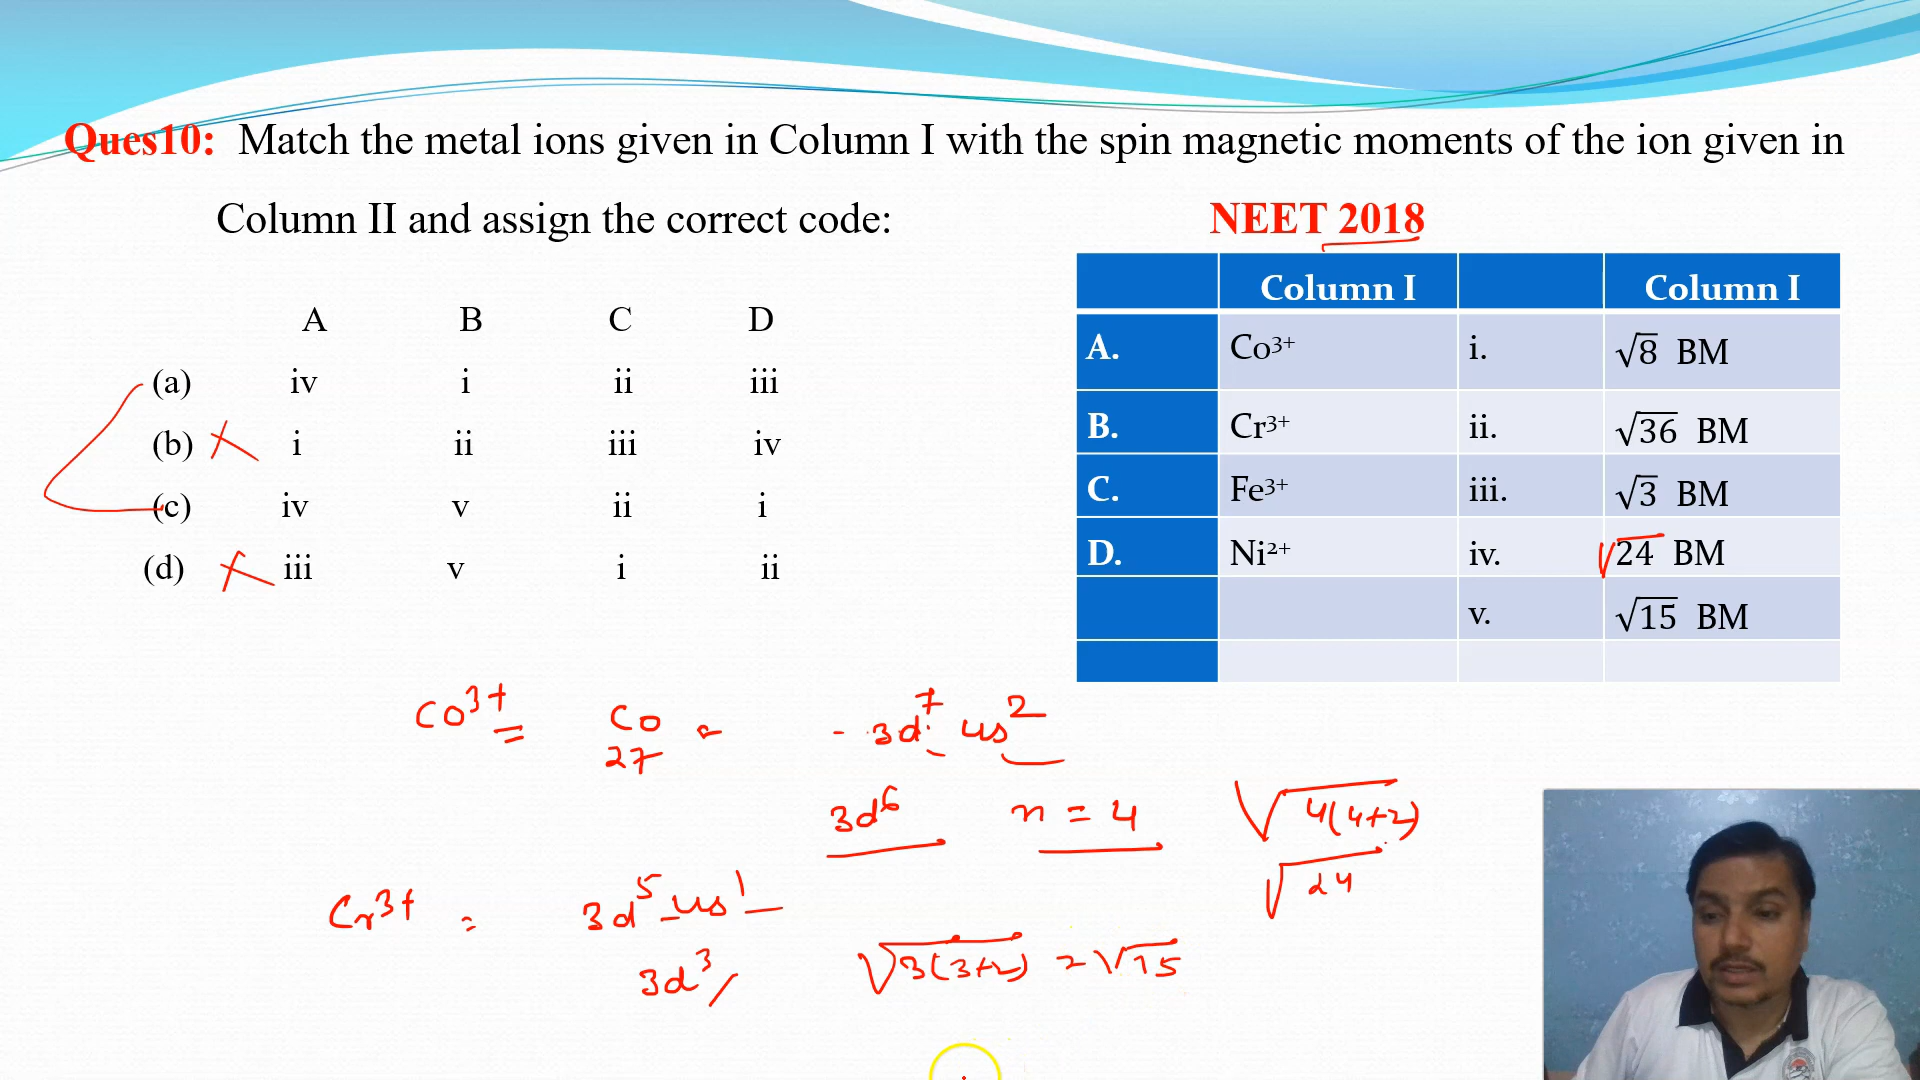 Ques10: Match the metal ions given in Column I with the spin magnetic moments of the ion given in
Column II and assign the correct code:
NEET 2018
A B C D
(a) iv i ii iii
(b) i ii iii iv
(c) iv v ii i
(d) iii v i ii
Column I Column I
A. Co³⁺ i. √8 BM
B. Cr³⁺ ii. √36 BM
C. Fe³⁺ iii. √3 BM
D. Ni²⁺ iv. √24 BM
v. √15 BM
Co³⁺ = Co 27 = - 3d⁷ 4s²
3d⁶ n = 4 √4(4+2)
√24
Cr³⁺ = 3d⁵ 4s¹
3d³ √3(3+2) = √15